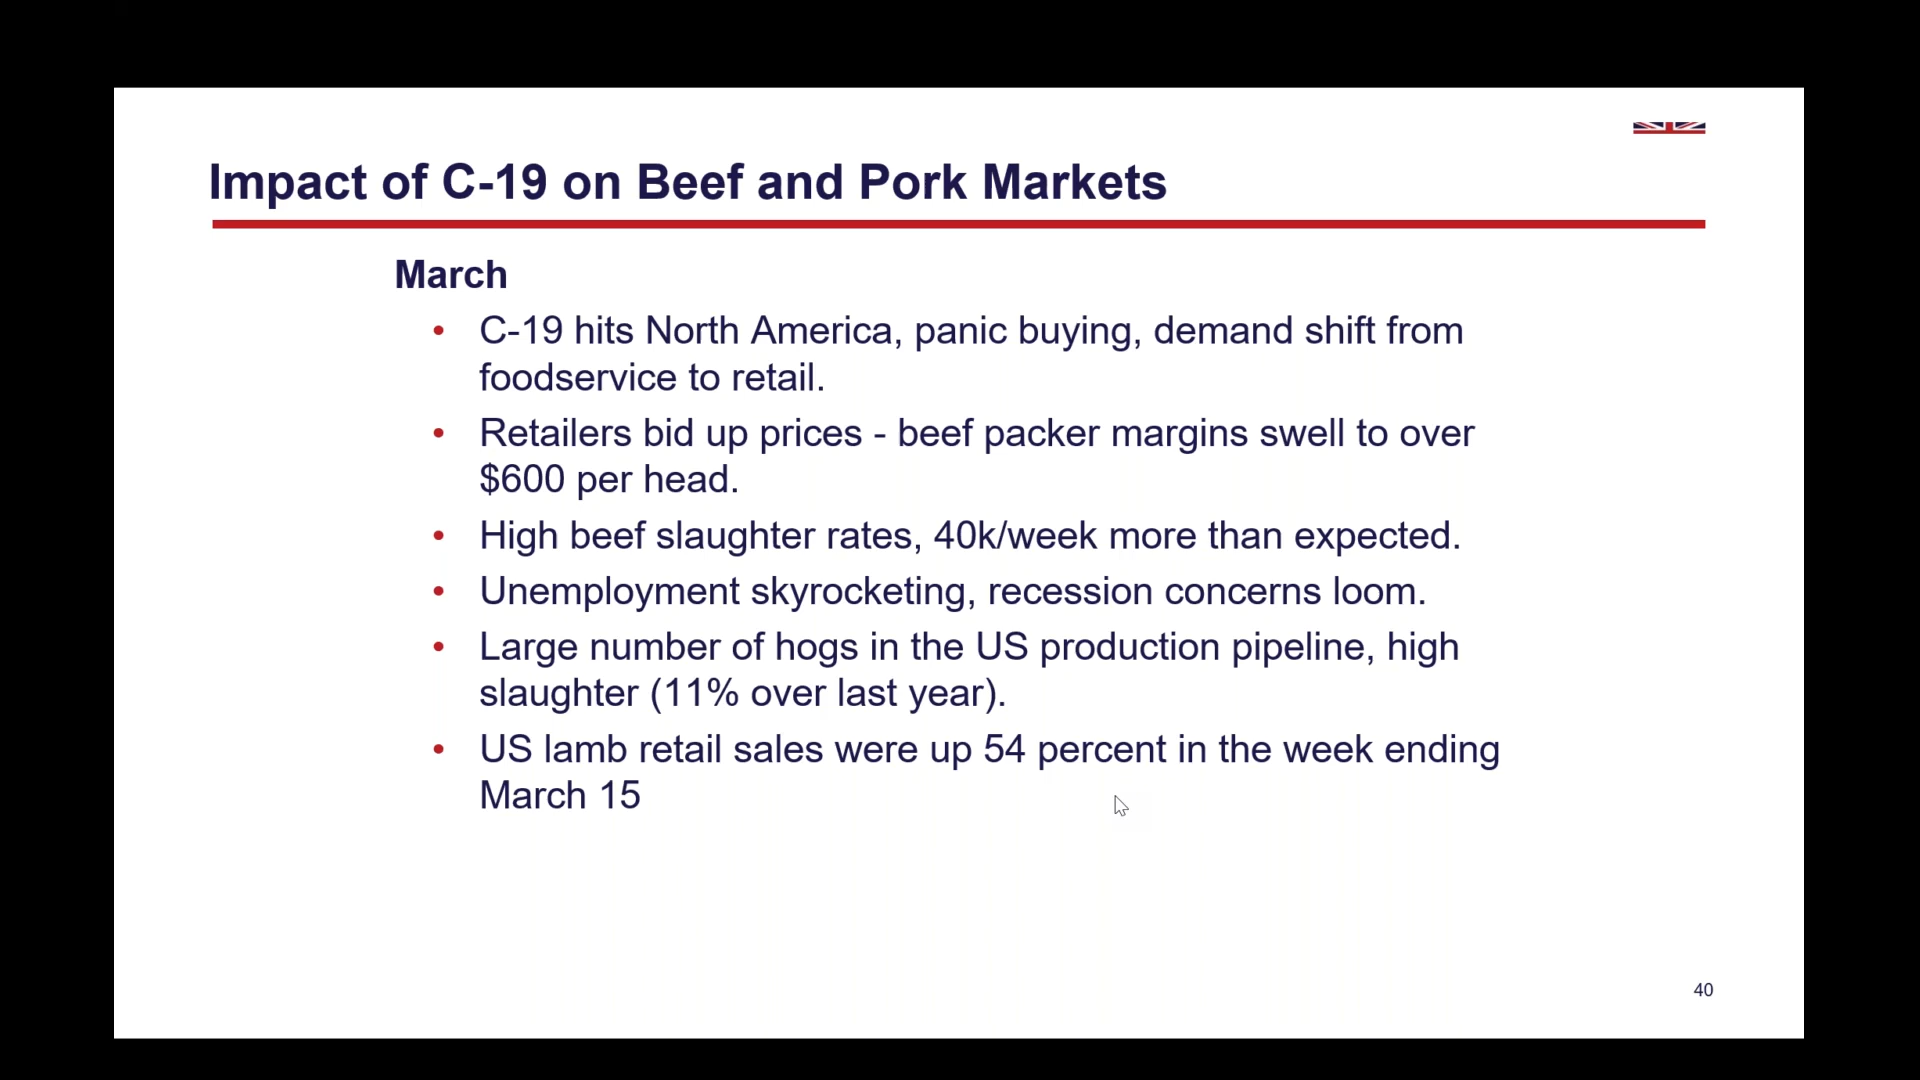 Impact of C-19 on Beef and Pork Markets
March
• C-19 hits North America, panic buying, demand shift from
foodservice to retail.
• Retailers bid up prices - beef packer margins swell to over
$600 per head.
• High beef slaughter rates, 40k/week more than expected.
• Unemployment skyrocketing, recession concerns loom.
• Large number of hogs in the US production pipeline, high
slaughter (11% over last year).
• US lamb retail sales were up 54 percent in the week ending
March 15
40